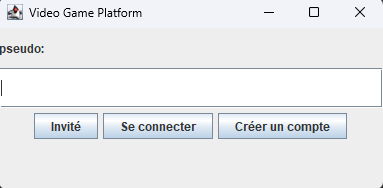 Video Game Platform
pseudo:
Invité Se connecter Créer un compte